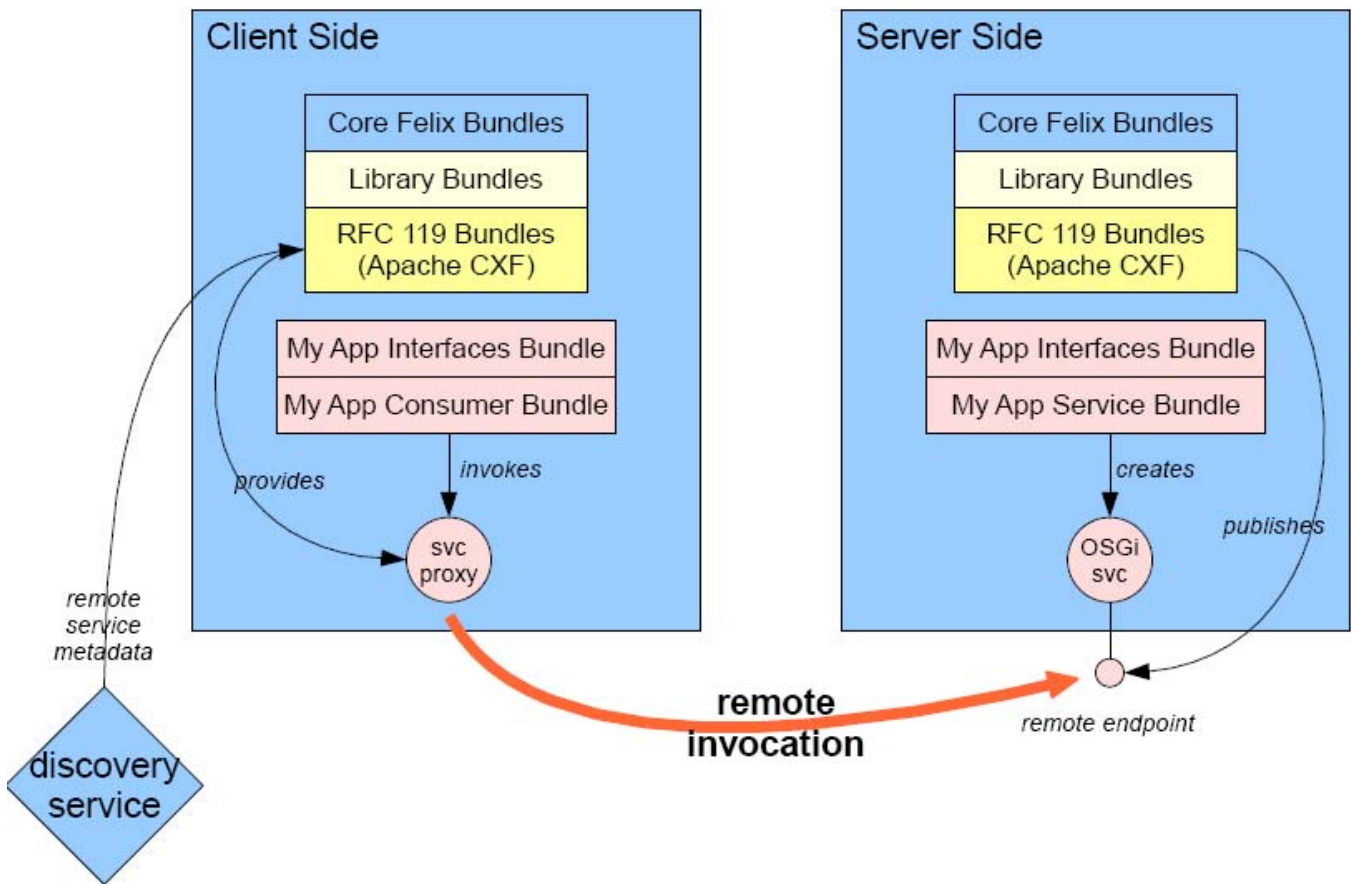 Client Side
Core Felix Bundles
Library Bundles
RFC 119 Bundles
(Apache CXF)
My App Interfaces Bundle
My App Consumer Bundle
provides
invokes
svc
proxy
remote
service
metadata
discovery
service
Server Side
Core Felix Bundles
Library Bundles
RFC 119 Bundles
(Apache CXF)
My App Interfaces Bundle
My App Service Bundle
creates
publishes
OSGi
svc
remote
invocation
remote endpoint